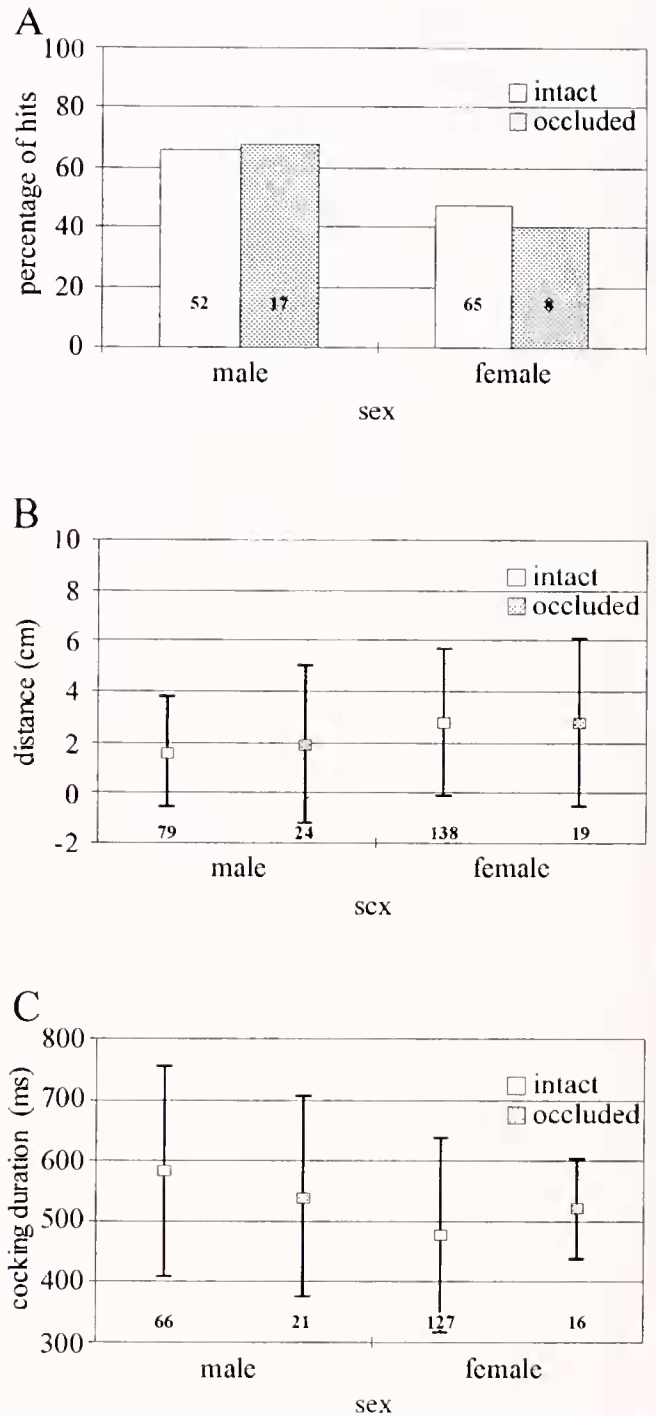 A
100
80
60
40
20
0
percentage of hits
intact
occluded
52 17 65 8
male female
sex
B
10
8
6
4
2
0
-2
distance (cm)
intact
occluded
79 24 138 19
male female
sex
C
800
700
600
500
400
300
cocking duration (ms)
intact
occluded
66 21 127 16
male female
sex